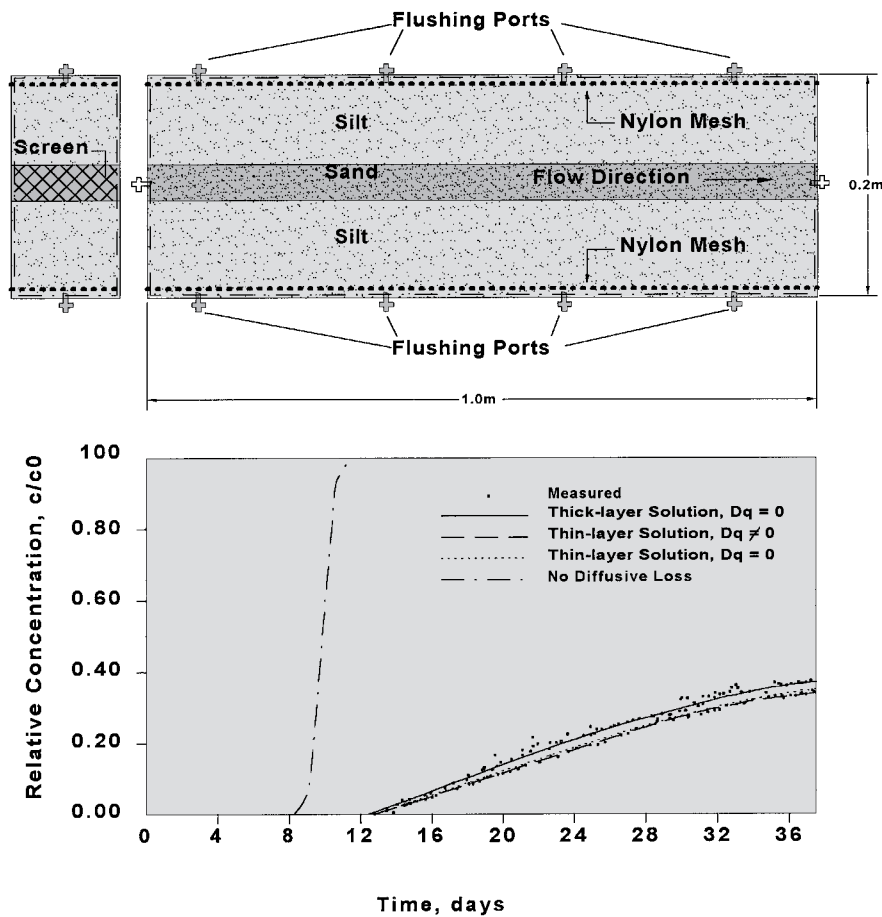 Flushing Ports
Silt
Nylon Mesh
Screen
Sand
Flow Direction
0.2m
Silt
Nylon Mesh
Flushing Ports
1.0m
Relative Concentration, c/c0
100
0.80
0.60
0.40
0.20
0.00
Measured
Thick-layer Solution, Dq = 0
Thin-layer Solution, Dq ≠ 0
Thin-layer Solution, Dq = 0
No Diffusive Loss
0 4 8 12 16 20 24 28 32 36
Time, days